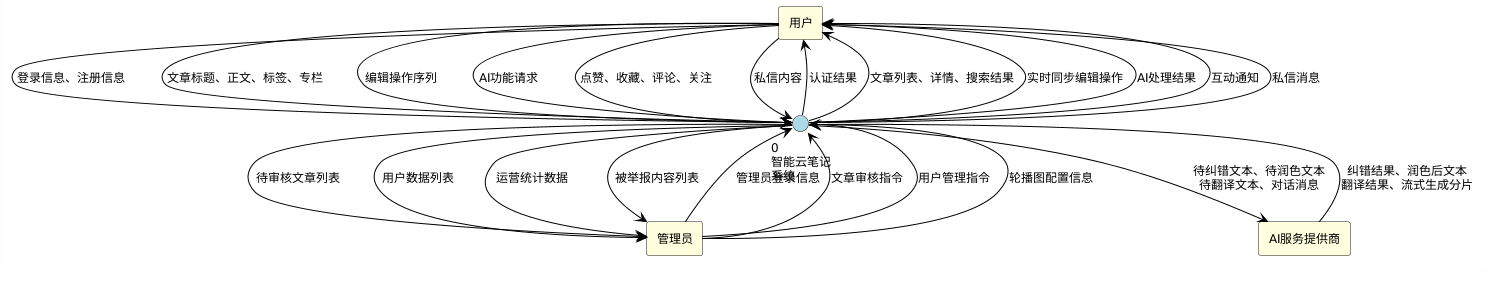 用户
登录信息、注册信息
文章标题、正文、标签、专栏
编辑操作序列
AI功能请求
点赞、收藏、评论、关注
私信内容
认证结果
文章列表、详情、搜索结果
实时同步编辑操作
AI处理结果
互动通知
私信消息
0
智能云笔记
系统
待审核文章列表
用户数据列表
运营统计数据
被举报内容列表
管理员登录信息
文章审核指令
用户管理指令
轮播图配置信息
待纠错文本、待润色文本
待翻译文本、对话消息
纠错结果、润色后文本
翻译结果、流式生成分片
管理员
AI服务提供商